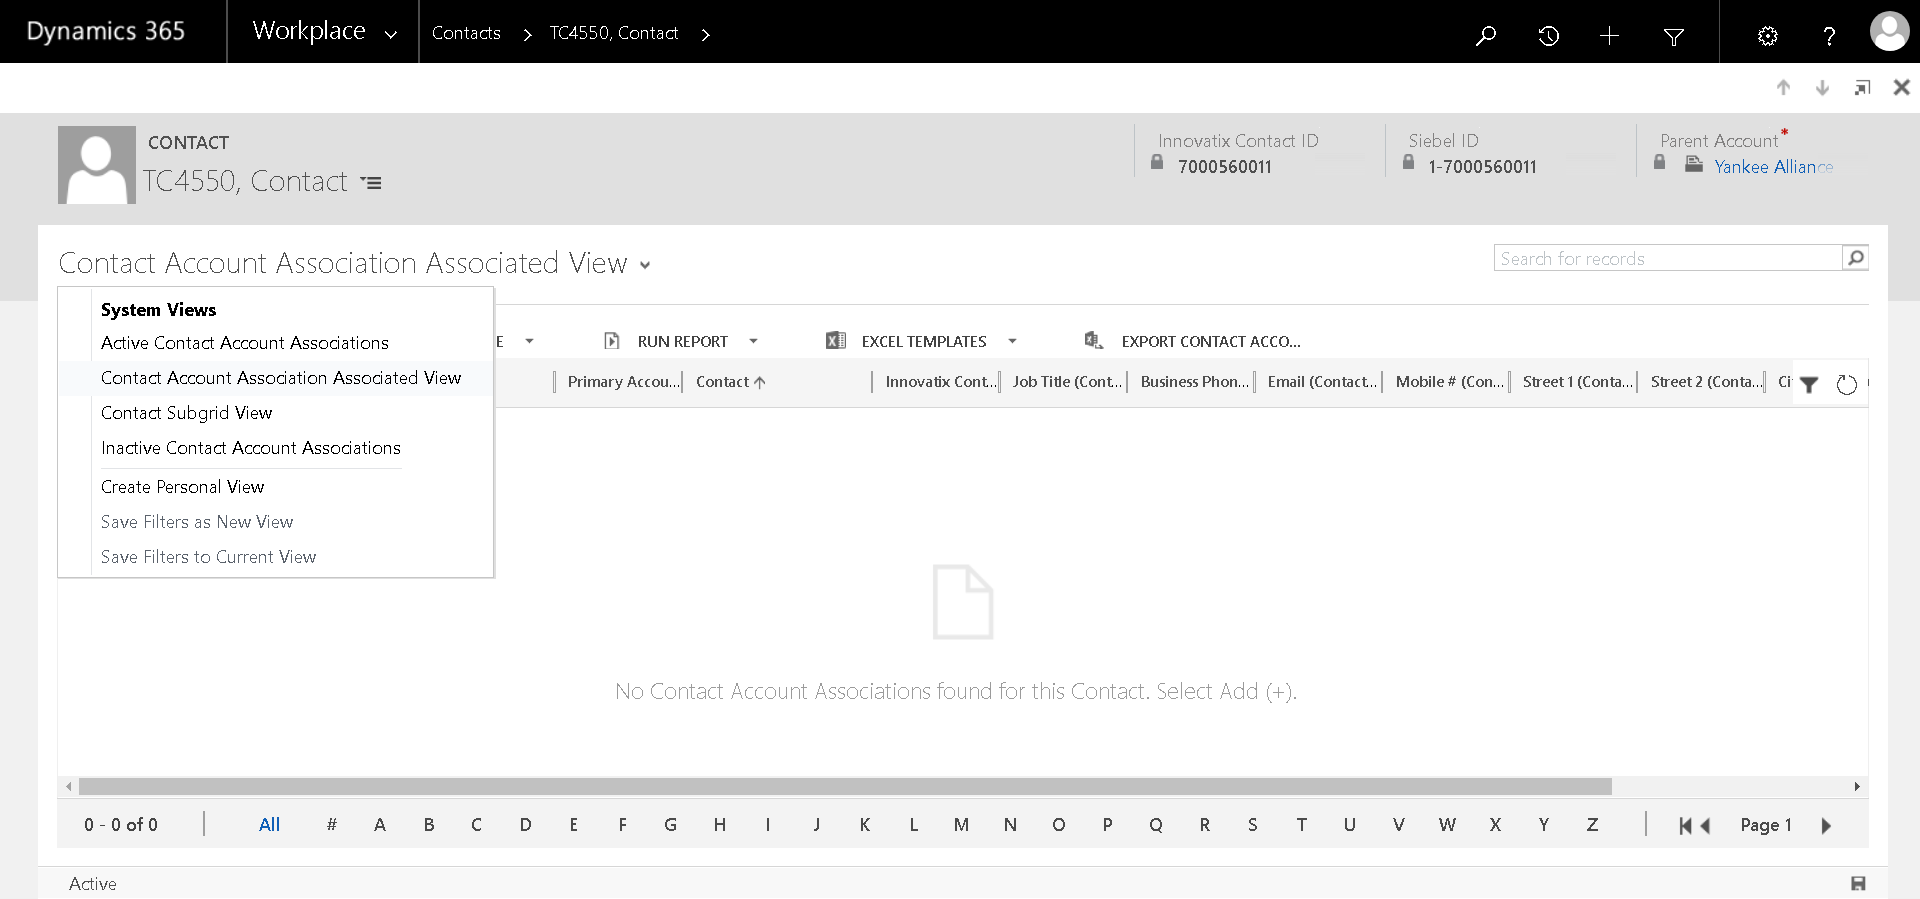 Dynamics 365
Workplace
Contacts
TC4550, Contact
CONTACT
TC4550, Contact
Innovatix Contact ID
7000560011
Siebel ID
1-7000560011
Parent Account*
Yankee Alliance
Contact Account Association Associated View
Search for records
System Views
Active Contact Account Associations
Contact Account Association Associated View
Contact Subgrid View
Inactive Contact Account Associations
Create Personal View
Save Filters as New View
Save Filters to Current View
E
RUN REPORT
EXCEL TEMPLATES
EXPORT CONTACT ACCO...
Primary Accou...
Contact
Innovatix Cont...
Job Title (Cont...
Business Phon...
Email (Contact...
Mobile # (Con...
Street 1 (Conta...
Street 2 (Conta...
Ci
No Contact Account Associations found for this Contact. Select Add (+).
0 - 0 of 0
All # A B C D E F G H I J K L M N O P Q R S T U V W X Y Z
Page 1
Active